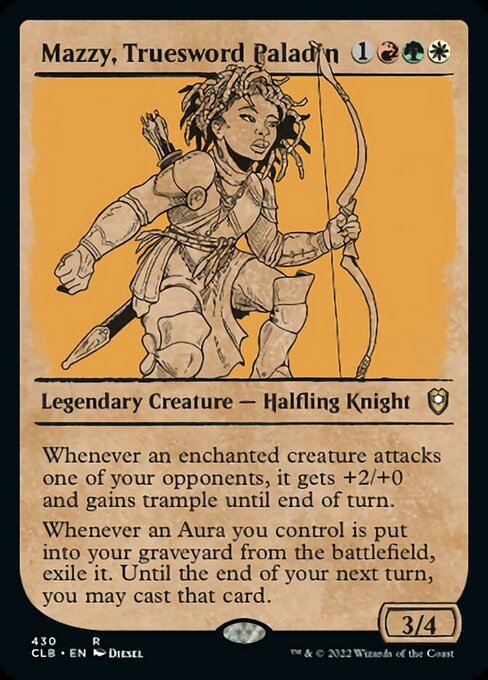 Mazzy, Truesword Paladin 1
Legendary Creature — Halfling Knight
Whenever an enchanted creature attacks
one of your opponents, it gets +2/+0
and gains trample until end of turn.
Whenever an Aura you control is put
into your graveyard from the battlefield,
exile it. Until the end of your next turn,
you may cast that card.
3/4
430 R
CLB • EN Diesel
™ & © 2022 Wizards of the Coast